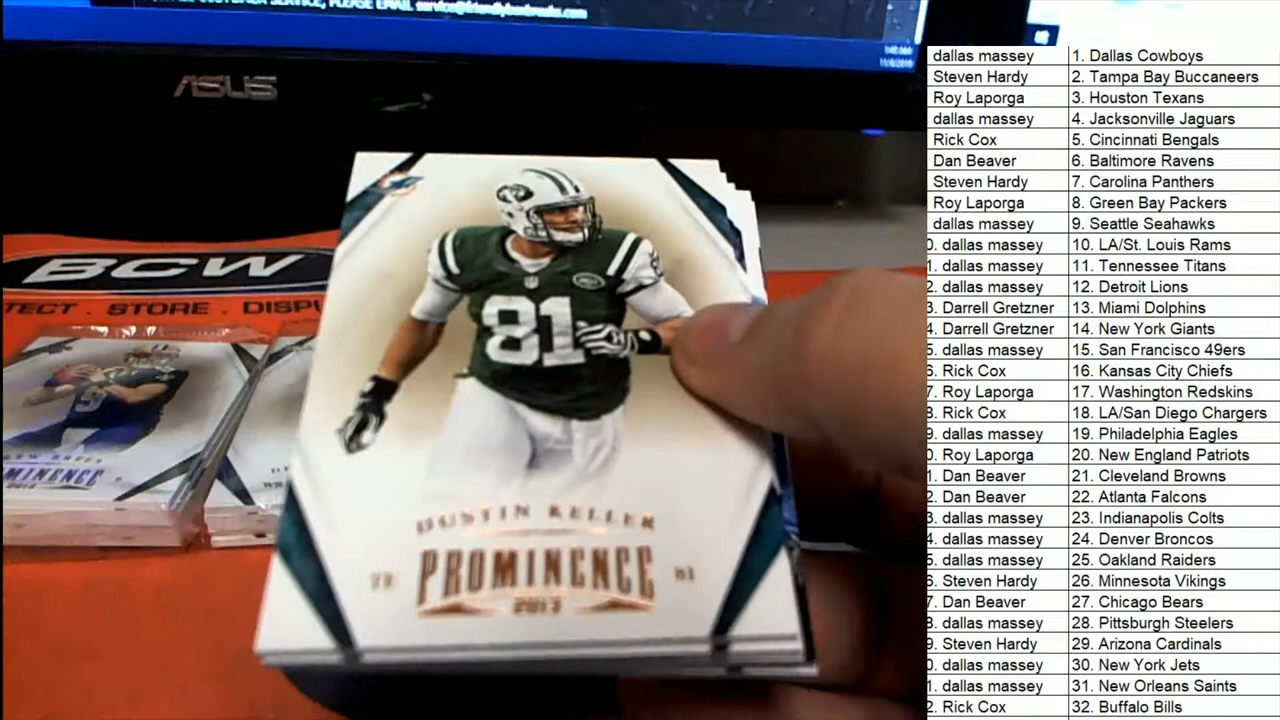 SERVICE, PLEASE EMAIL service@friendlyboxbreaks.com
ASUS
BCW
TECT . STORE . DISPL
PROMINENCE
81
DUSTIN KELLER
PROMINENCE
2013
81
dallas massey 1. Dallas Cowboys
Steven Hardy 2. Tampa Bay Buccaneers
Roy Laporga 3. Houston Texans
dallas massey 4. Jacksonville Jaguars
Rick Cox 5. Cincinnati Bengals
Dan Beaver 6. Baltimore Ravens
Steven Hardy 7. Carolina Panthers
Roy Laporga 8. Green Bay Packers
dallas massey 9. Seattle Seahawks
0. dallas massey 10. LA/St. Louis Rams
1. dallas massey 11. Tennessee Titans
2. dallas massey 12. Detroit Lions
3. Darrell Gretzner 13. Miami Dolphins
4. Darrell Gretzner 14. New York Giants
5. dallas massey 15. San Francisco 49ers
6. Rick Cox 16. Kansas City Chiefs
7. Roy Laporga 17. Washington Redskins
8. Rick Cox 18. LA/San Diego Chargers
9. dallas massey 19. Philadelphia Eagles
0. Roy Laporga 20. New England Patriots
1. Dan Beaver 21. Cleveland Browns
2. Dan Beaver 22. Atlanta Falcons
3. dallas massey 23. Indianapolis Colts
4. dallas massey 24. Denver Broncos
5. dallas massey 25. Oakland Raiders
6. Steven Hardy 26. Minnesota Vikings
7. Dan Beaver 27. Chicago Bears
8. dallas massey 28. Pittsburgh Steelers
9. Steven Hardy 29. Arizona Cardinals
0. dallas massey 30. New York Jets
1. dallas massey 31. New Orleans Saints
2. Rick Cox 32. Buffalo Bills